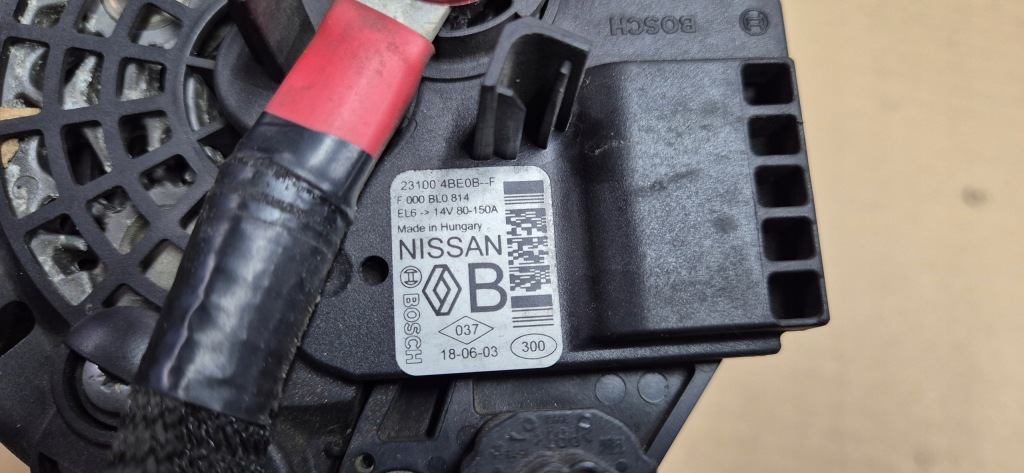 BOSCH
23100 4BE0B--F
F 000 BL0 814
EL6 -> 14V 80-150A
Made in Hungary
NISSAN
B
BOSCH
037
18-06-03
300